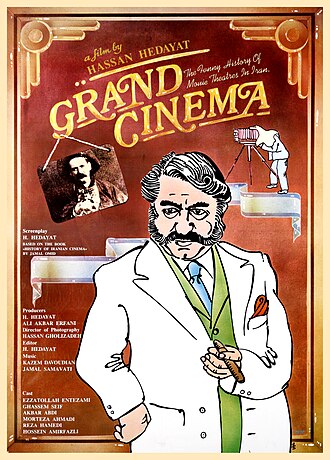 a film by
HASSAN HEDAYAT
GRAND
CINEMA
The Funny History Of
Movie Theatres In Iran.
Screenplay
H. HEDAYAT
BASED ON THE BOOK
«HISTORY OF IRANIAN CINEMA»
BY JAMAL OMID
Producers
H. HEDAYAT
ALI AKBAR ERFANI
Director of Photography
HASSAN GHOLIZADEH
Editor
H. HEDAYAT
Music
KAZEM DAVOUDIAN
JAMAL SAMAVATI
Cast
EZZATOLLAH ENTEZAMI
GHASSEM SEIF
AKBAR ABDI
MORTEZA AHMADI
REZA HAMEDI
HOSSEIN AMIRFAZLI